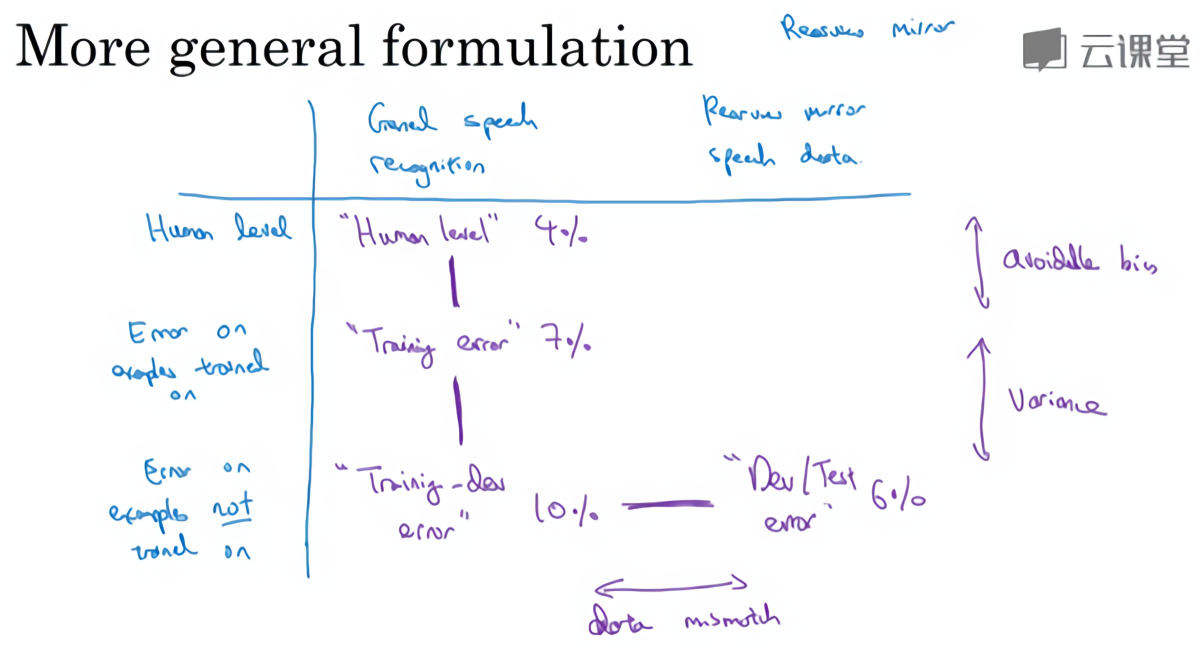 More general formulation
Rearview mirror
云课堂
General speech recognition
Rearview mirror speech data.
Human level
"Human level" 4%
avoidable bias
Error on examples trained on
"Training error" 7%
Variance
Error on examples not trained on
"Training-dev error" 10%
"Dev/Test error" 6%
data mismatch